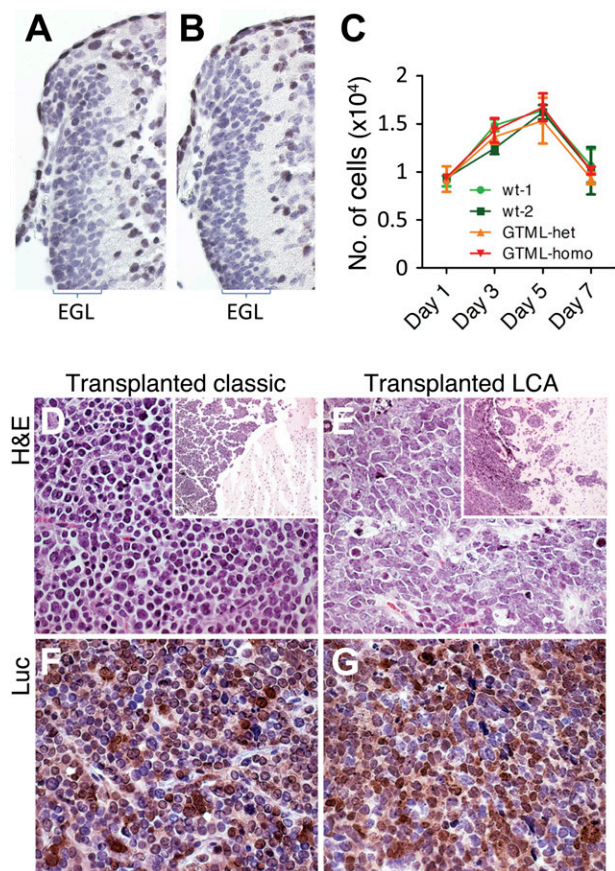 A
B
EGL
EGL
C
No. of cells (x10⁴)
2
1.5
1
0.5
0
wt-1
wt-2
GTML-het
GTML-homo
Day 1
Day 3
Day 5
Day 7
Transplanted classic
Transplanted LCA
H&E
D
E
Luc
F
G